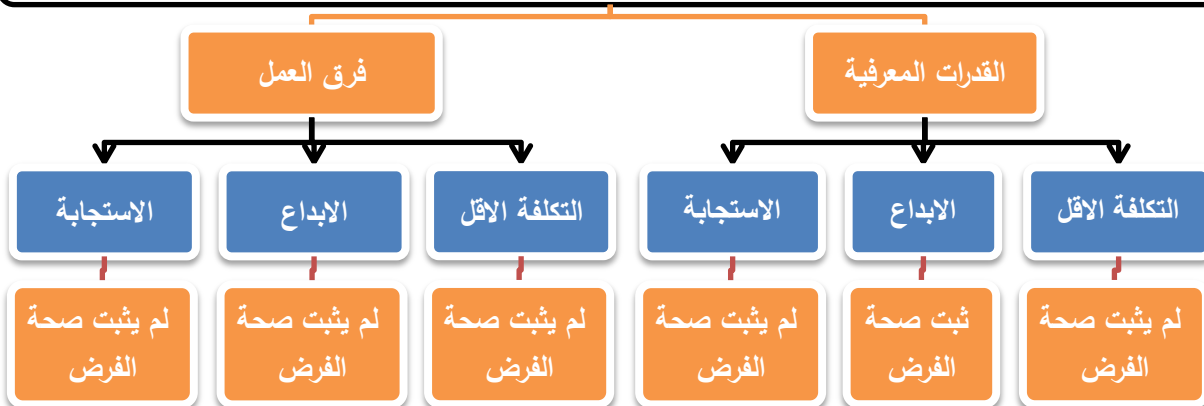 القدرات المعرفية
فرق العمل
التكلفة الاقل
الابداع
الاستجابة
التكلفة الاقل
الابداع
الاستجابة
لم يثبت صحة
الفرض
ثبت صحة
الفرض
لم يثبت صحة
الفرض
لم يثبت صحة
الفرض
لم يثبت صحة
الفرض
لم يثبت صحة
الفرض